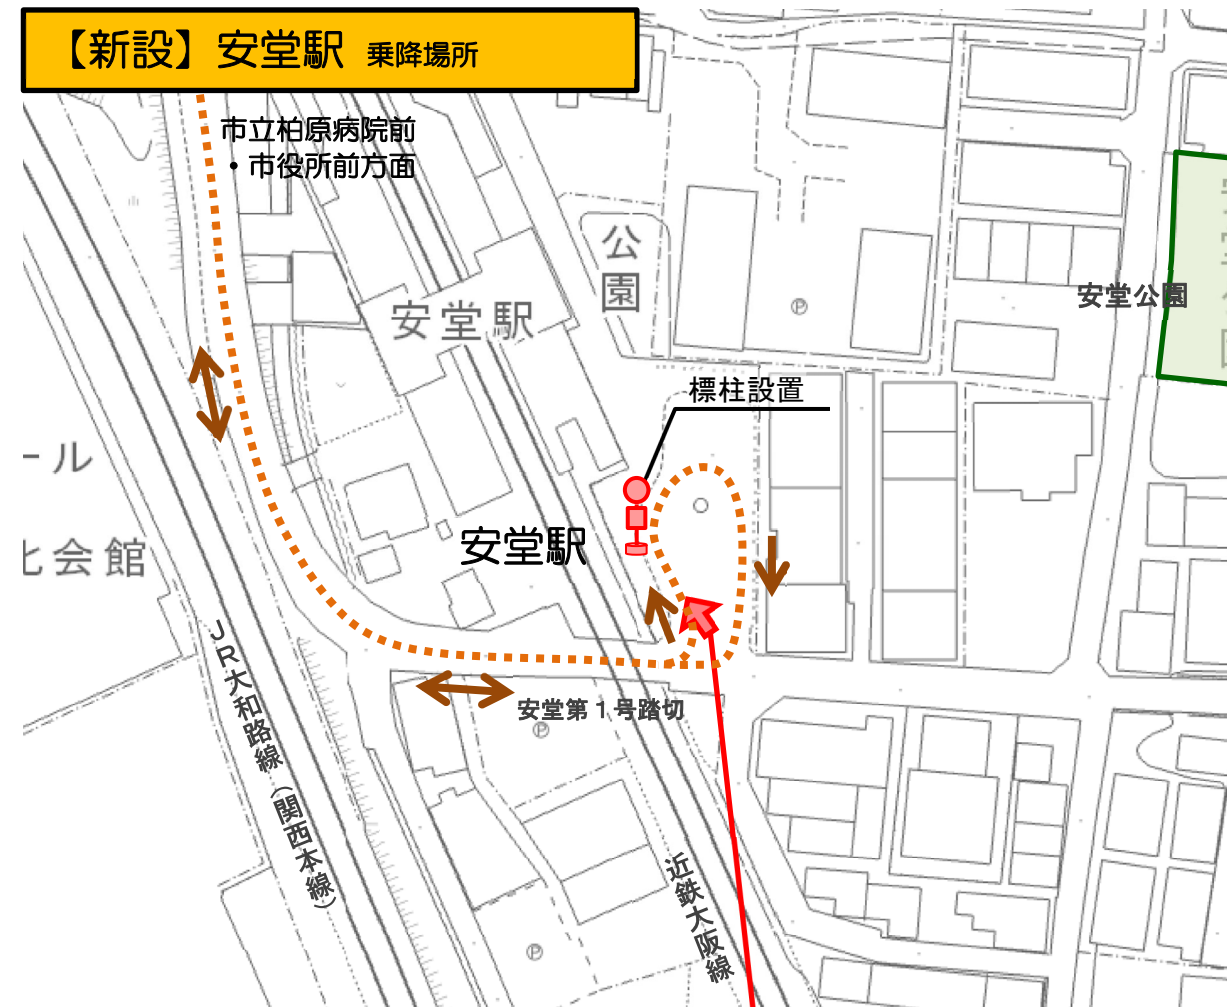 【新設】安堂駅 乗降場所
市立柏原病院前
・市役所前方面
公園
安堂駅
安堂公園
標柱設置
ール
安堂駅
会館
JR大和路線(関西本線)
安堂第1号踏切
近鉄大阪線